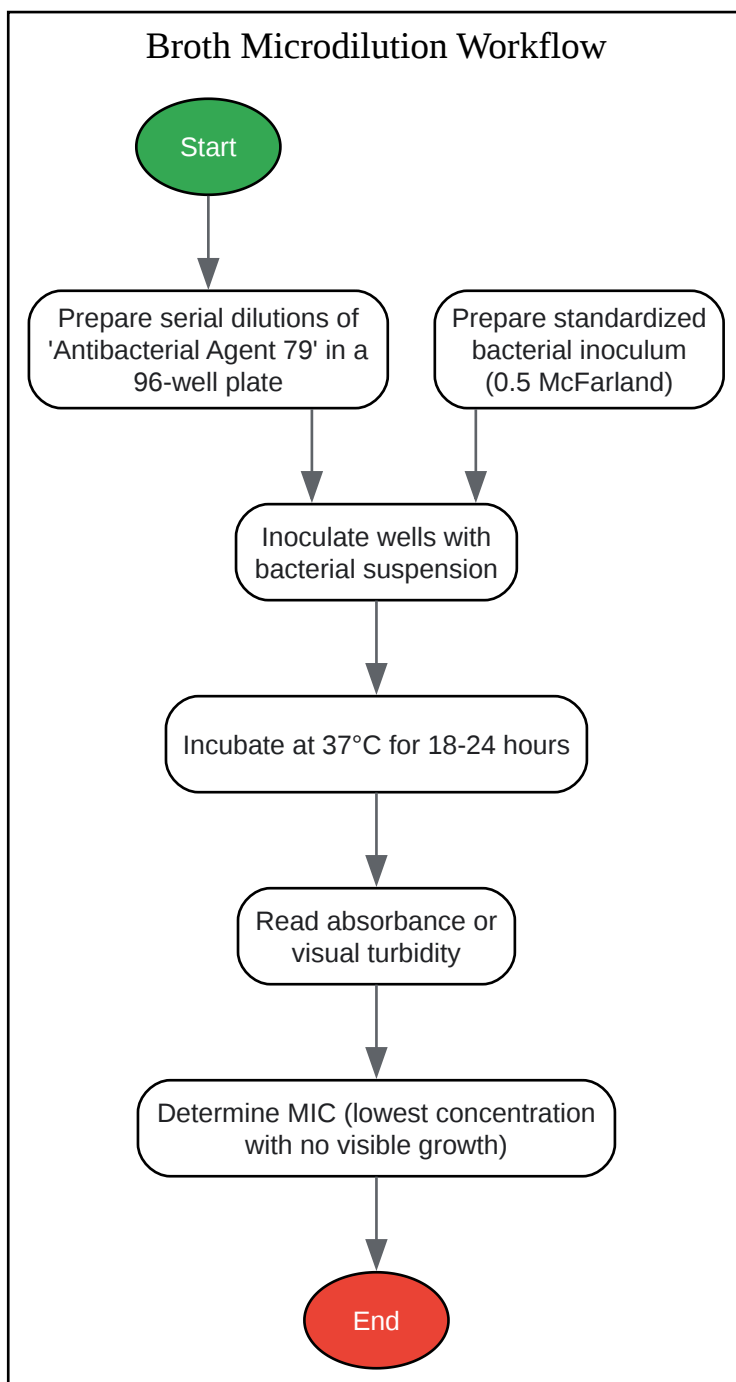 Broth Microdilution Workflow
Start
Prepare serial dilutions of
'Antibacterial Agent 79' in a
96-well plate
Prepare standardized
bacterial inoculum
(0.5 McFarland)
Inoculate wells with
bacterial suspension
Incubate at 37°C for 18-24 hours
Read absorbance or
visual turbidity
Determine MIC (lowest concentration
with no visible growth)
End